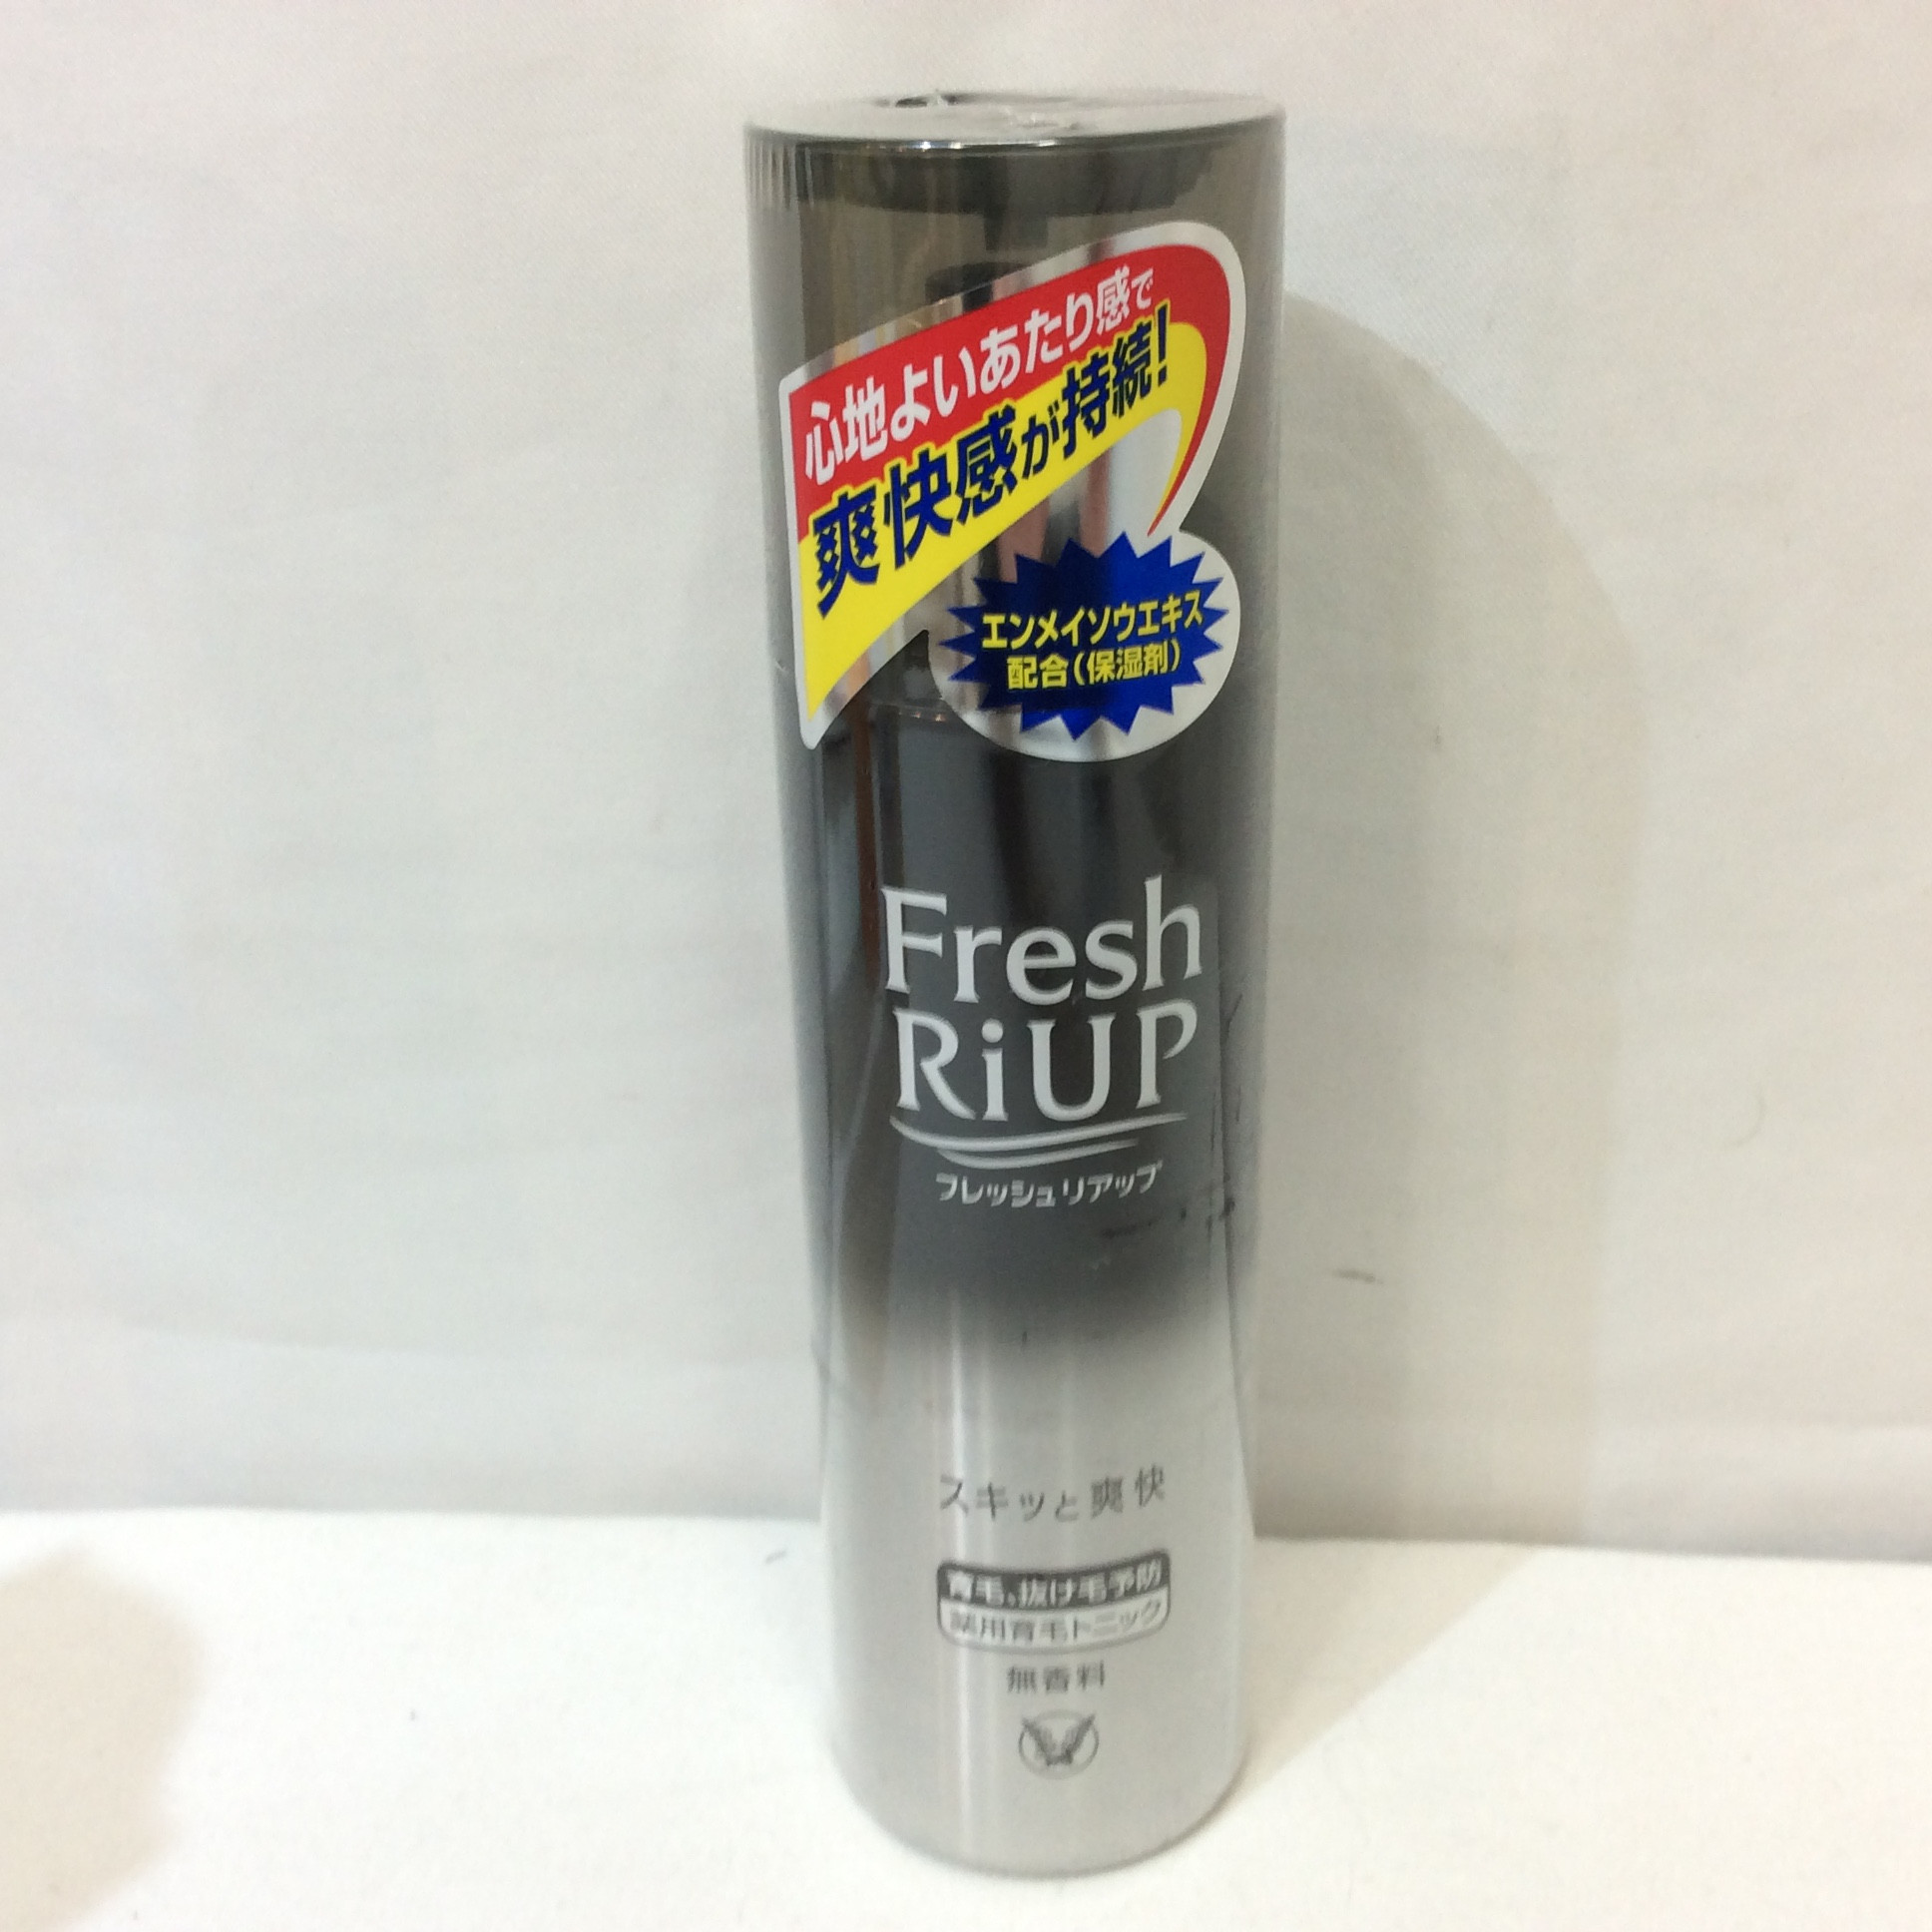 心地よいあたり感で
爽快感が持続!
エンメイソウエキス
配合(保湿剤)
Fresh
RiUP
フレッシュリアップ
スキッと爽快
育毛、抜け毛予防
薬用育毛トニック
無香料